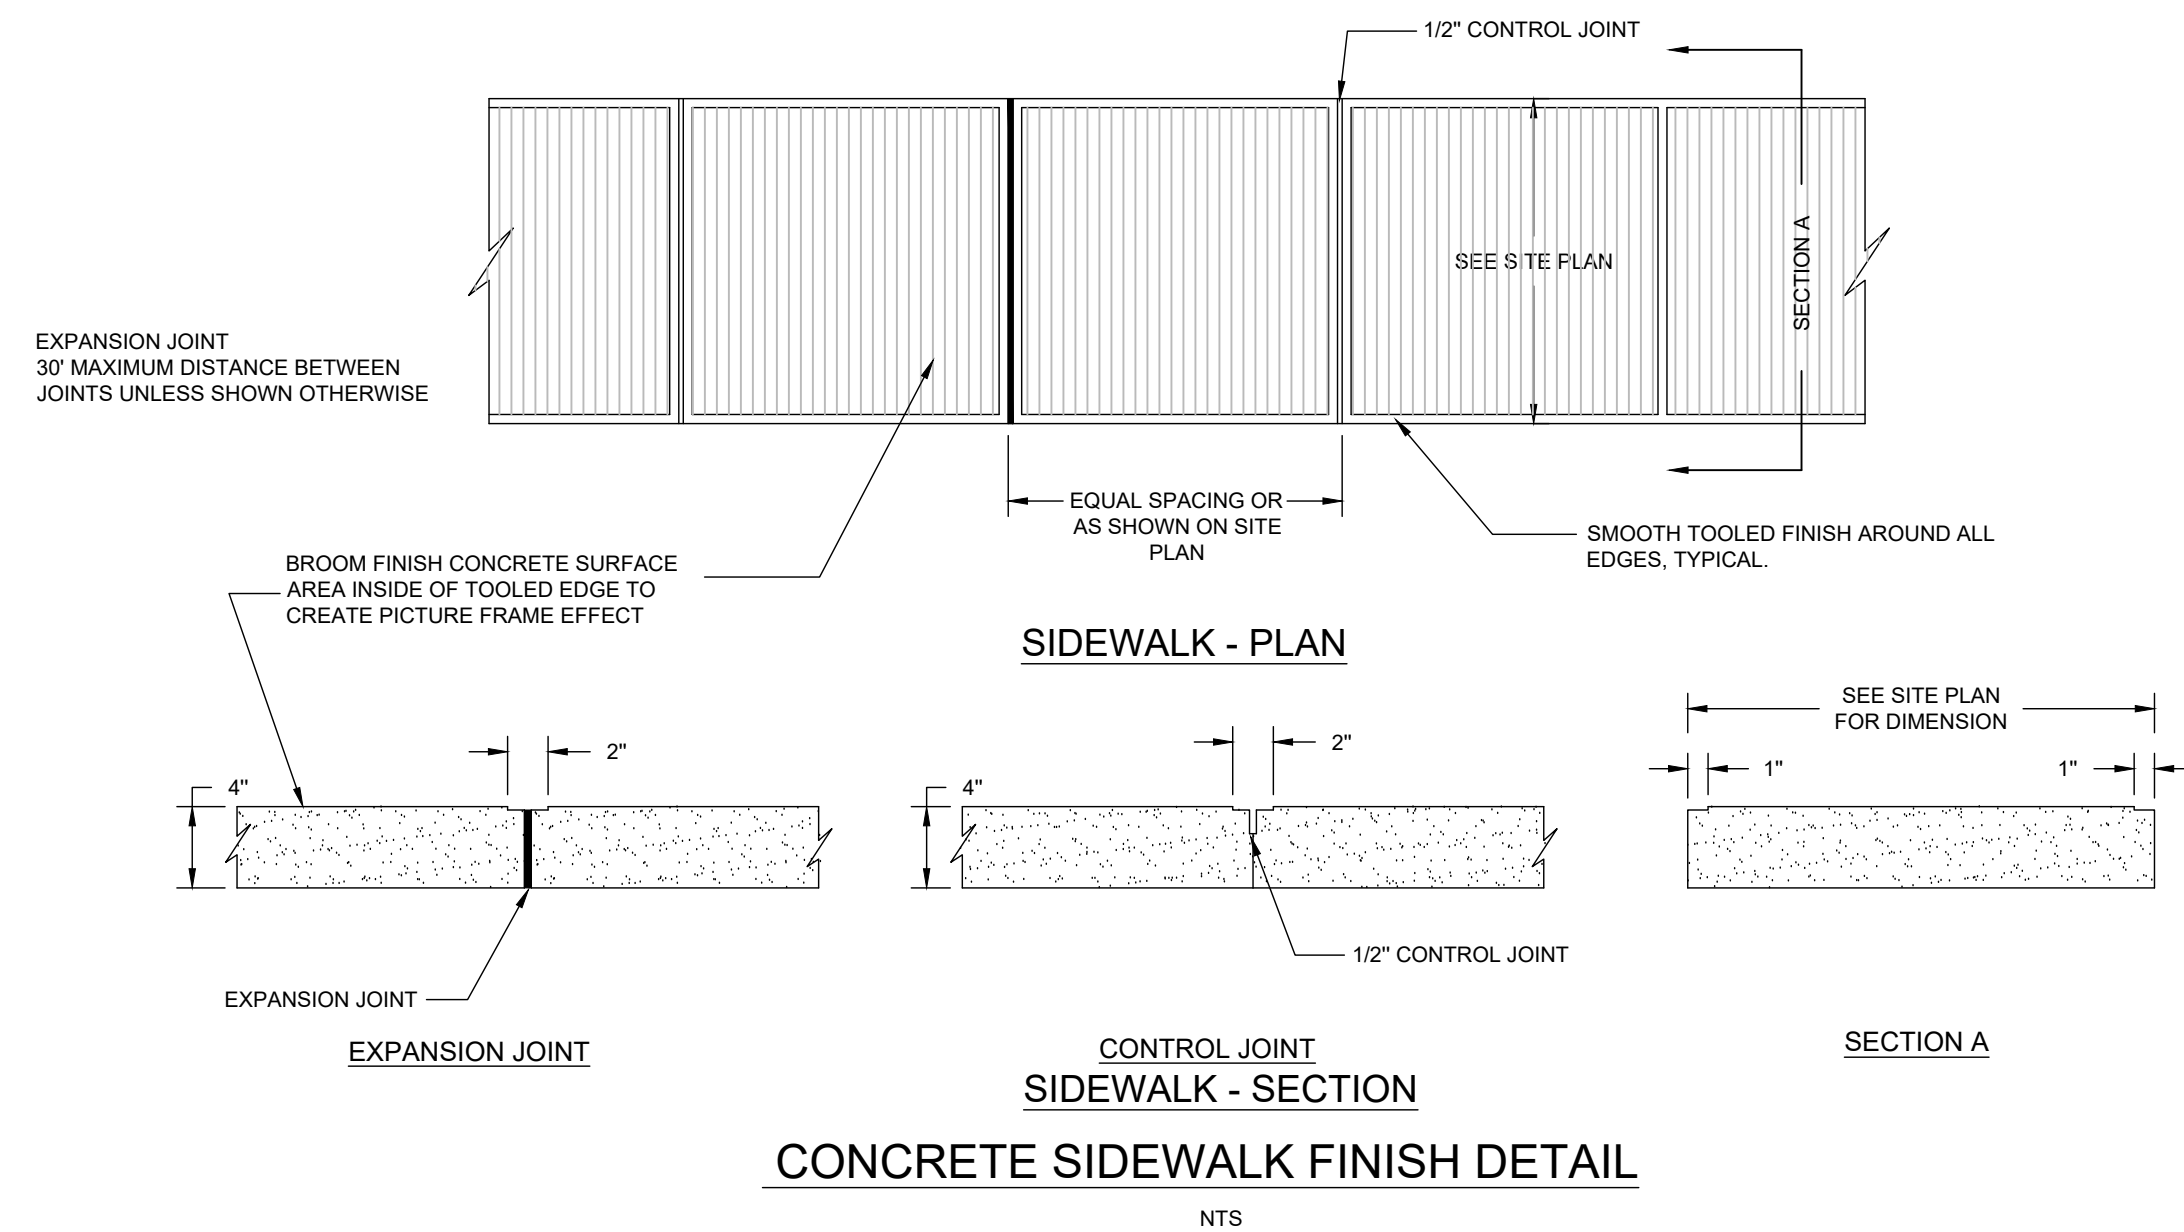 1/2" CONTROL JOINT
SEE SITE PLAN
SECTION A
EXPANSION JOINT
30' MAXIMUM DISTANCE BETWEEN
JOINTS UNLESS SHOWN OTHERWISE
EQUAL SPACING OR
AS SHOWN ON SITE
PLAN
SMOOTH TOOLED FINISH AROUND ALL
EDGES, TYPICAL.
BROOM FINISH CONCRETE SURFACE
AREA INSIDE OF TOOLED EDGE TO
CREATE PICTURE FRAME EFFECT
SIDEWALK - PLAN
2"
4"
EXPANSION JOINT
EXPANSION JOINT
2"
4"
1/2" CONTROL JOINT
CONTROL JOINT
SEE SITE PLAN
FOR DIMENSION
1"
1"
SECTION A
SIDEWALK - SECTION
CONCRETE SIDEWALK FINISH DETAIL
NTS